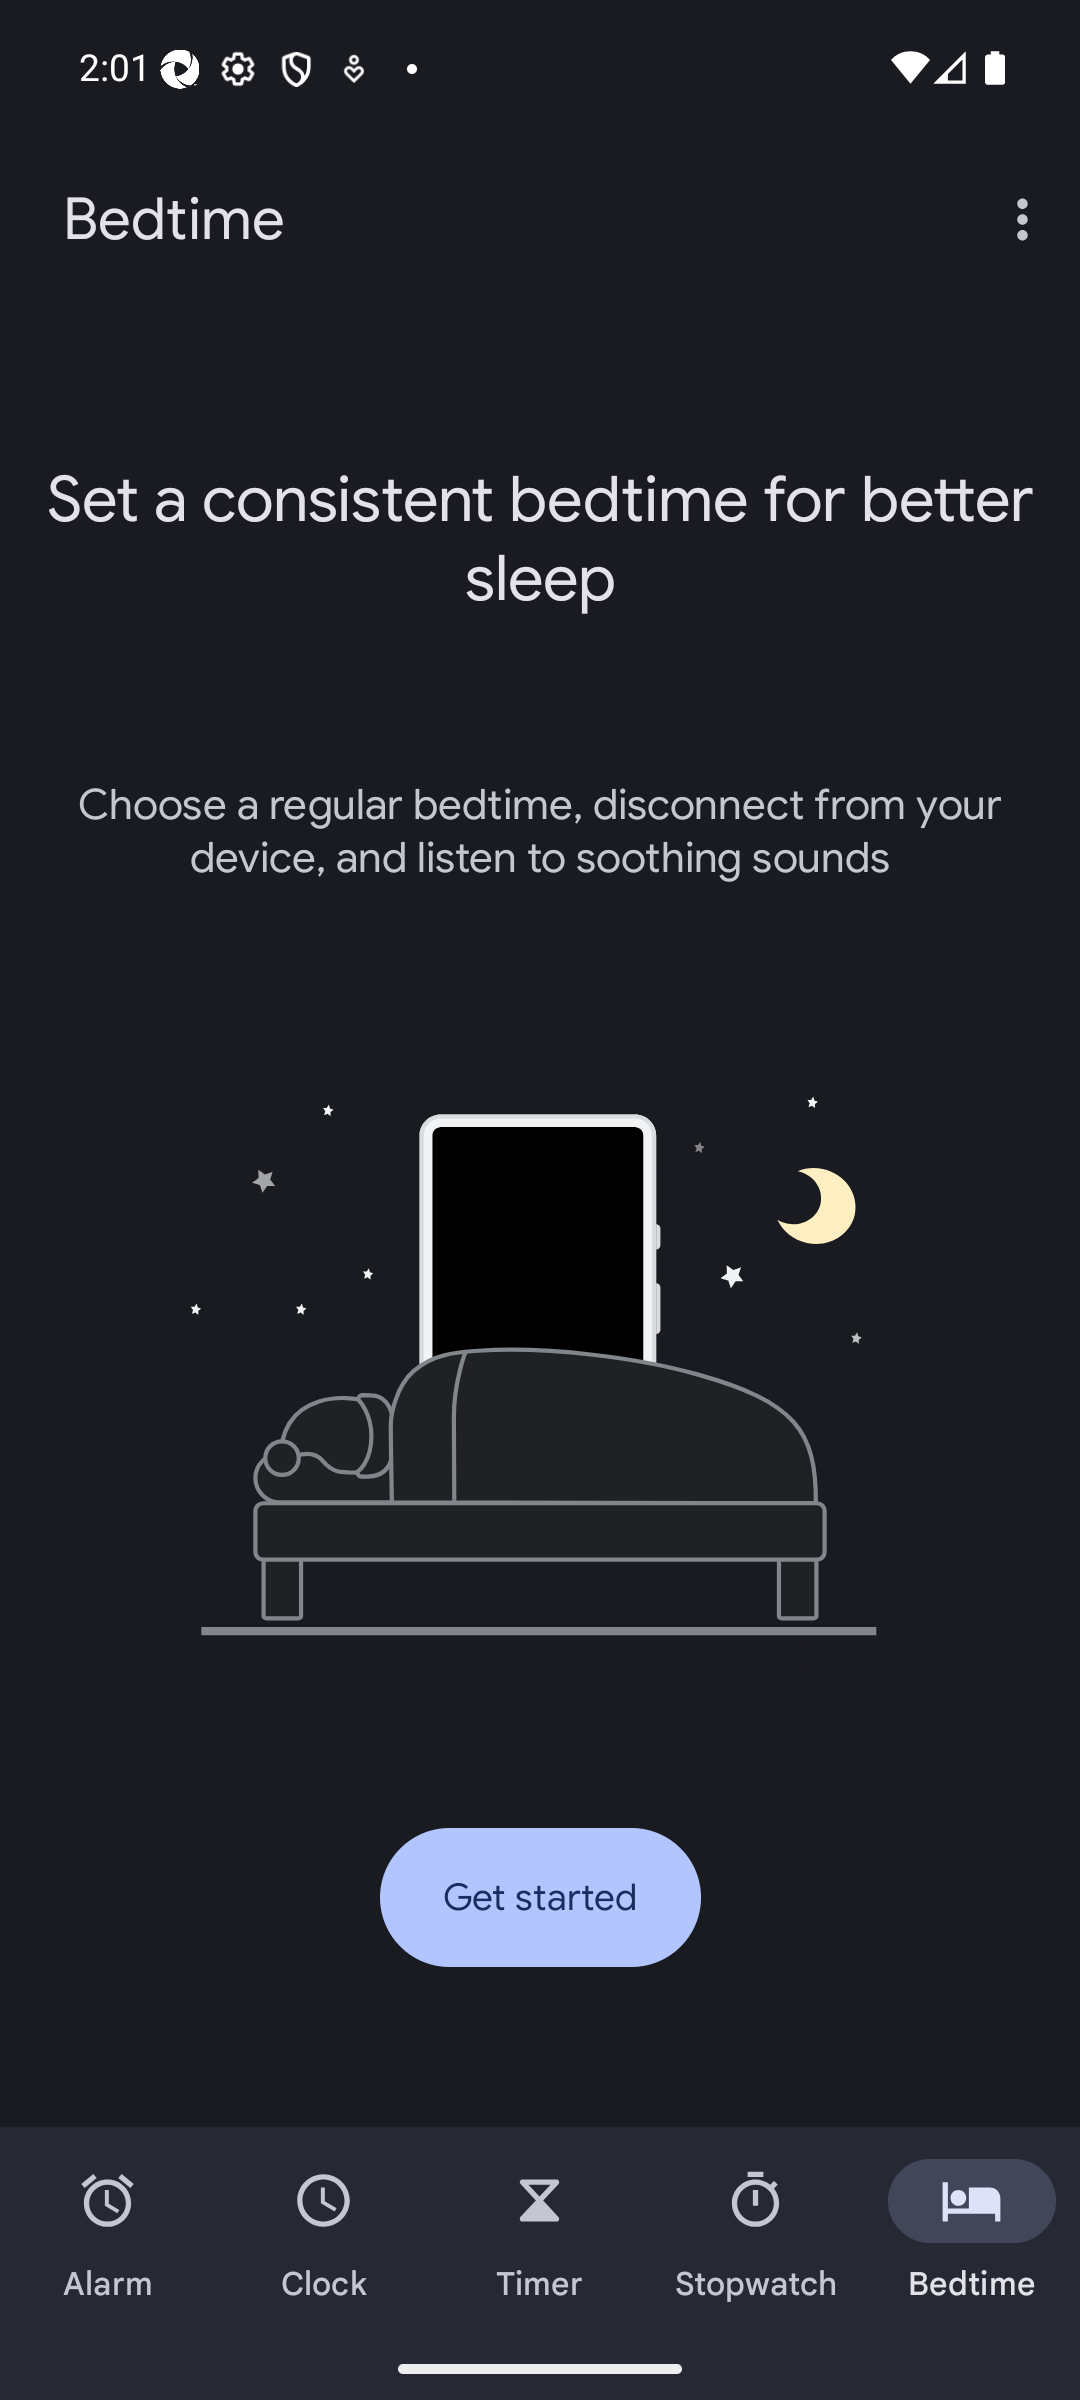 2:01
Bedtime
Set a consistent bedtime for better
sleep
Choose a regular bedtime, disconnect from your
device, and listen to soothing sounds
Get started
Alarm
Clock
Timer
Stopwatch
Bedtime